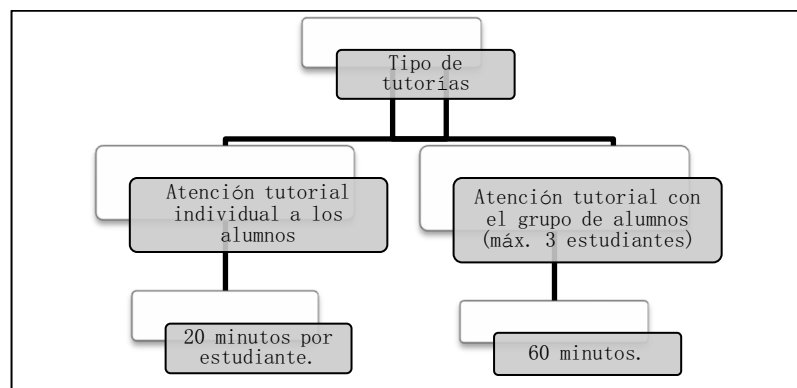 Tipo de
tutorías
Atención tutorial
individual a los
alumnos
Atención tutorial con
el grupo de alumnos
(máx. 3 estudiantes)
20 minutos por
estudiante.
60 minutos.